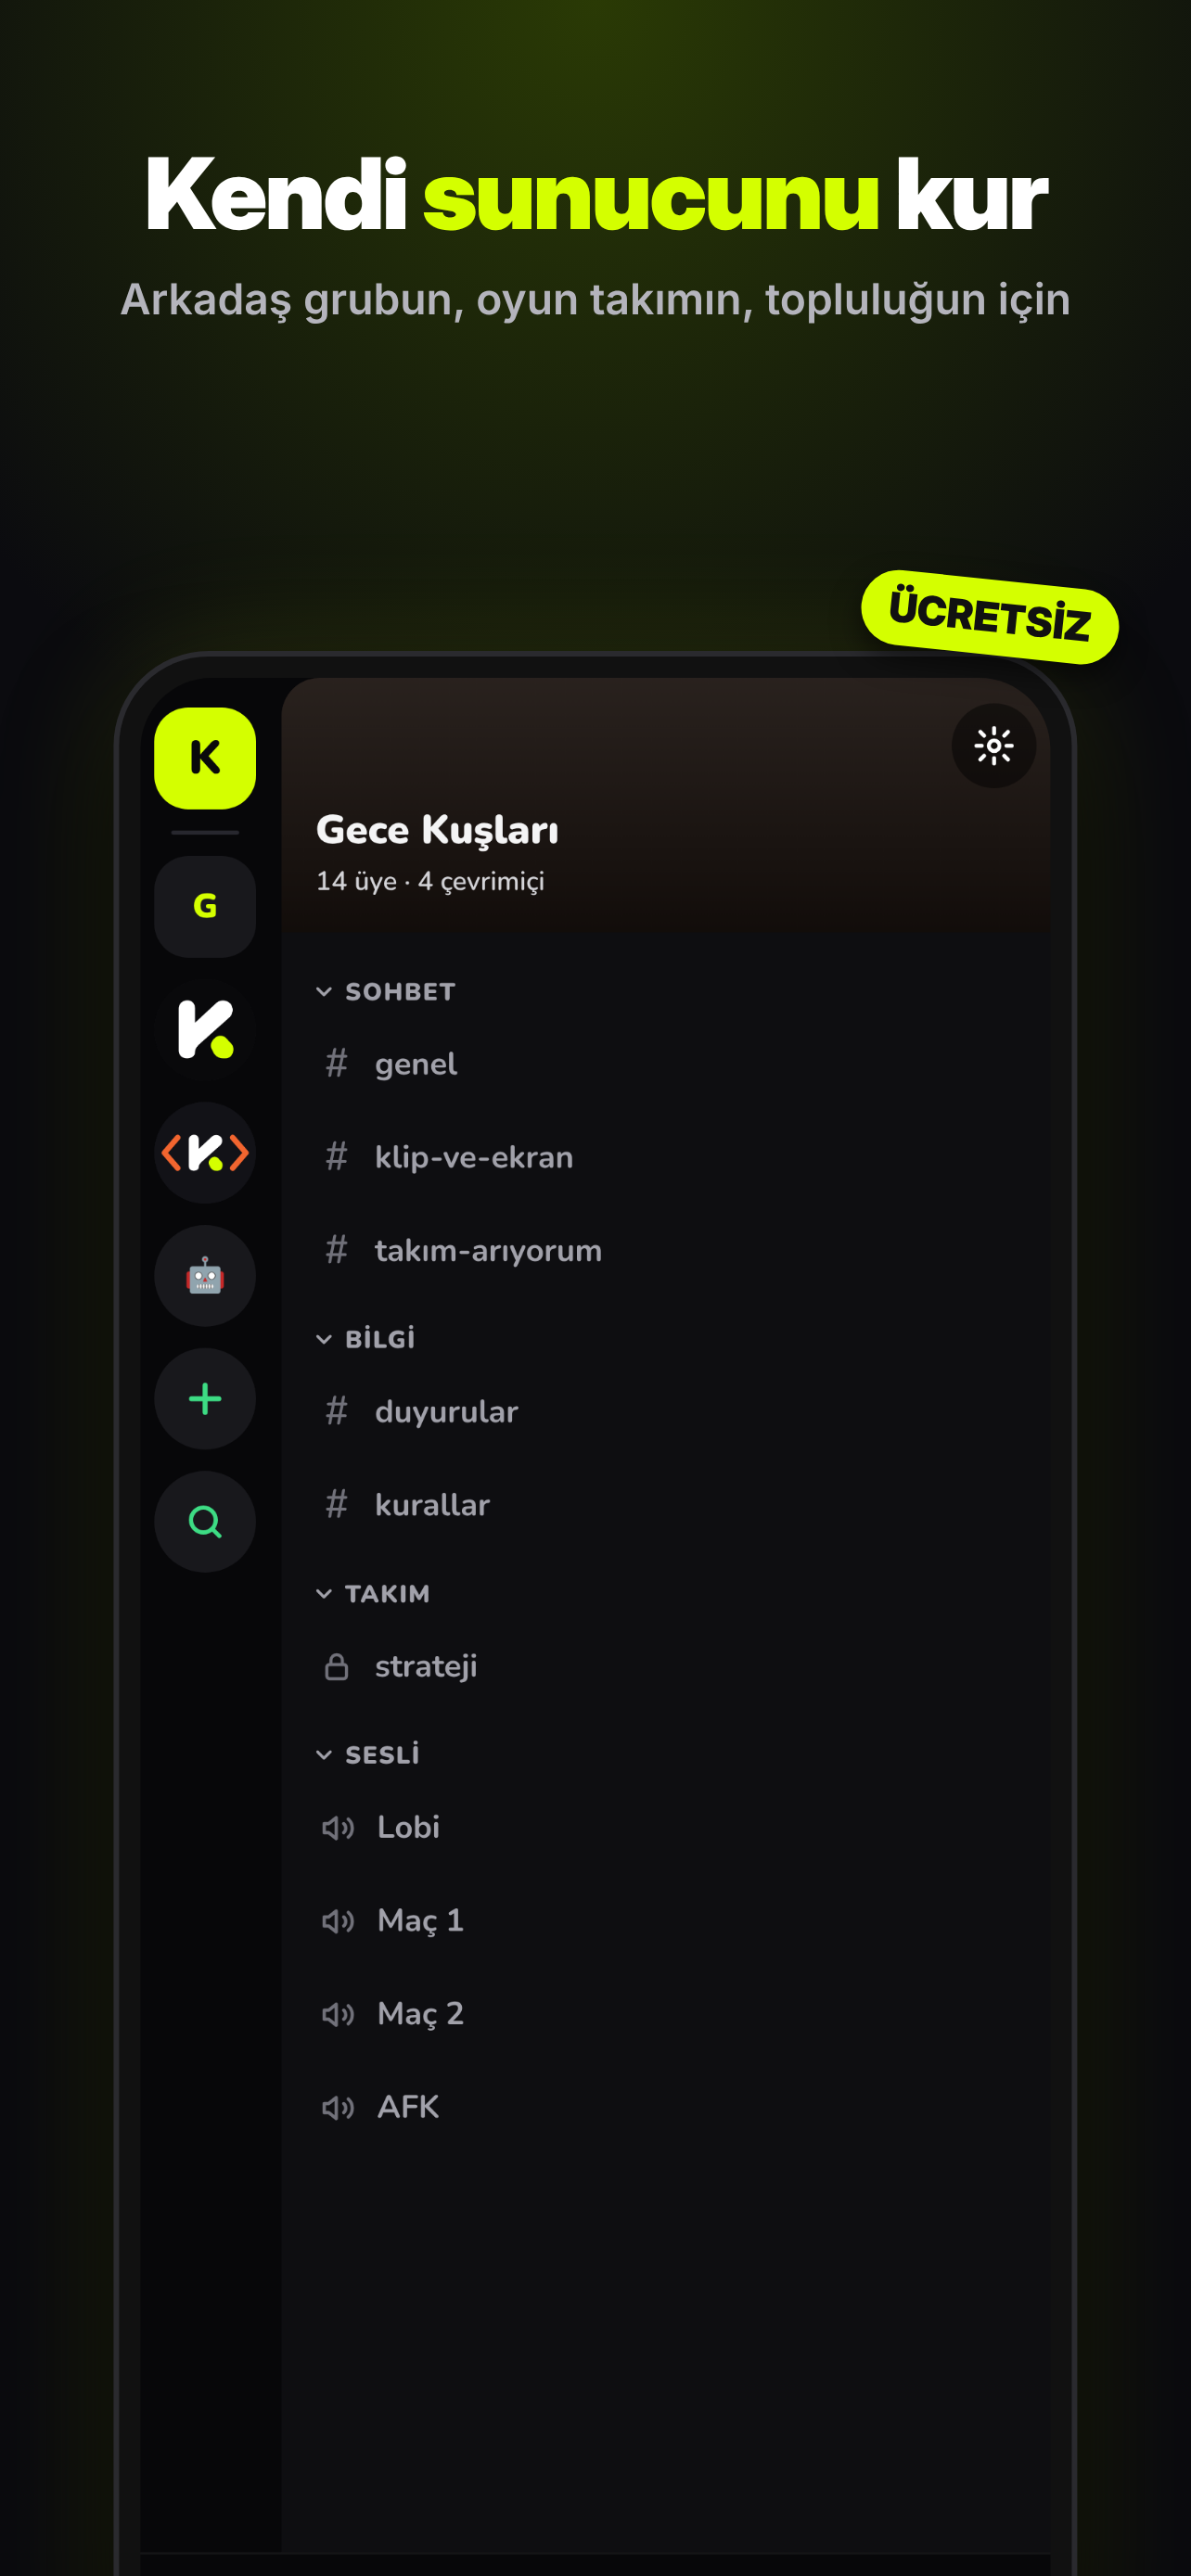 Kendi sunucunu kur
Arkadaş grubun, oyun takımın, topluluğun için
ÜCRETSİZ
K
Gece Kuşları
14 üye · 4 çevrimiçi
G
SOHBET
# genel
K
<K>
# klip-ve-ekran
# takım-arıyorum
BİLGİ
# duyurular
# kurallar
TAKIM
strateji
SESLİ
Lobi
Maç 1
Maç 2
AFK